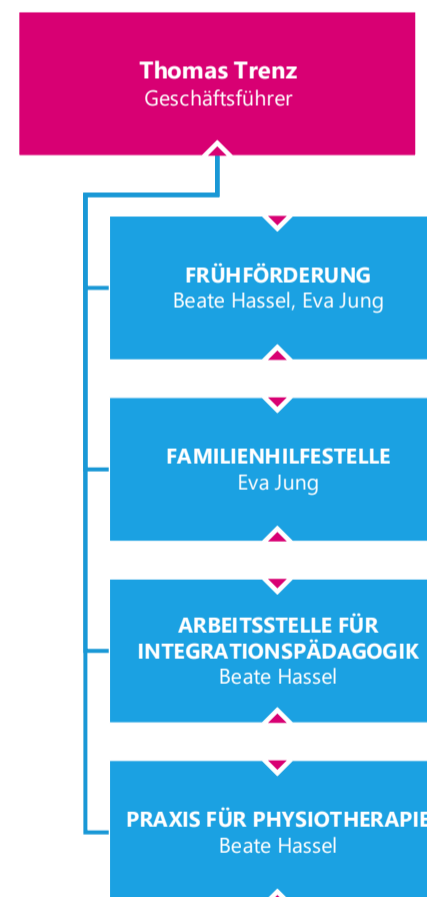 Thomas Trenz
Geschäftsführer
FRÜHFÖRDERUNG
Beate Hassel, Eva Jung
FAMILIENHILFESTELLE
Eva Jung
ARBEITSSTELLE FÜR
INTEGRATIONSPÄDAGOGIK
Beate Hassel
PRAXIS FÜR PHYSIOTHERAPIE
Beate Hassel